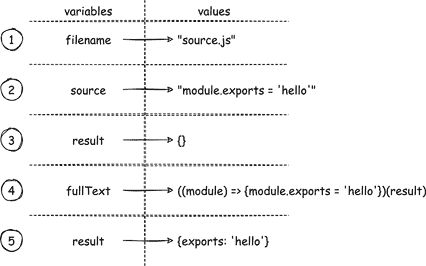 variables values
1 filename "source.js"
2 source "module.exports = 'hello'"
3 result {}
4 fullText ((module) => {module.exports = 'hello'})(result)
5 result {exports: 'hello'}